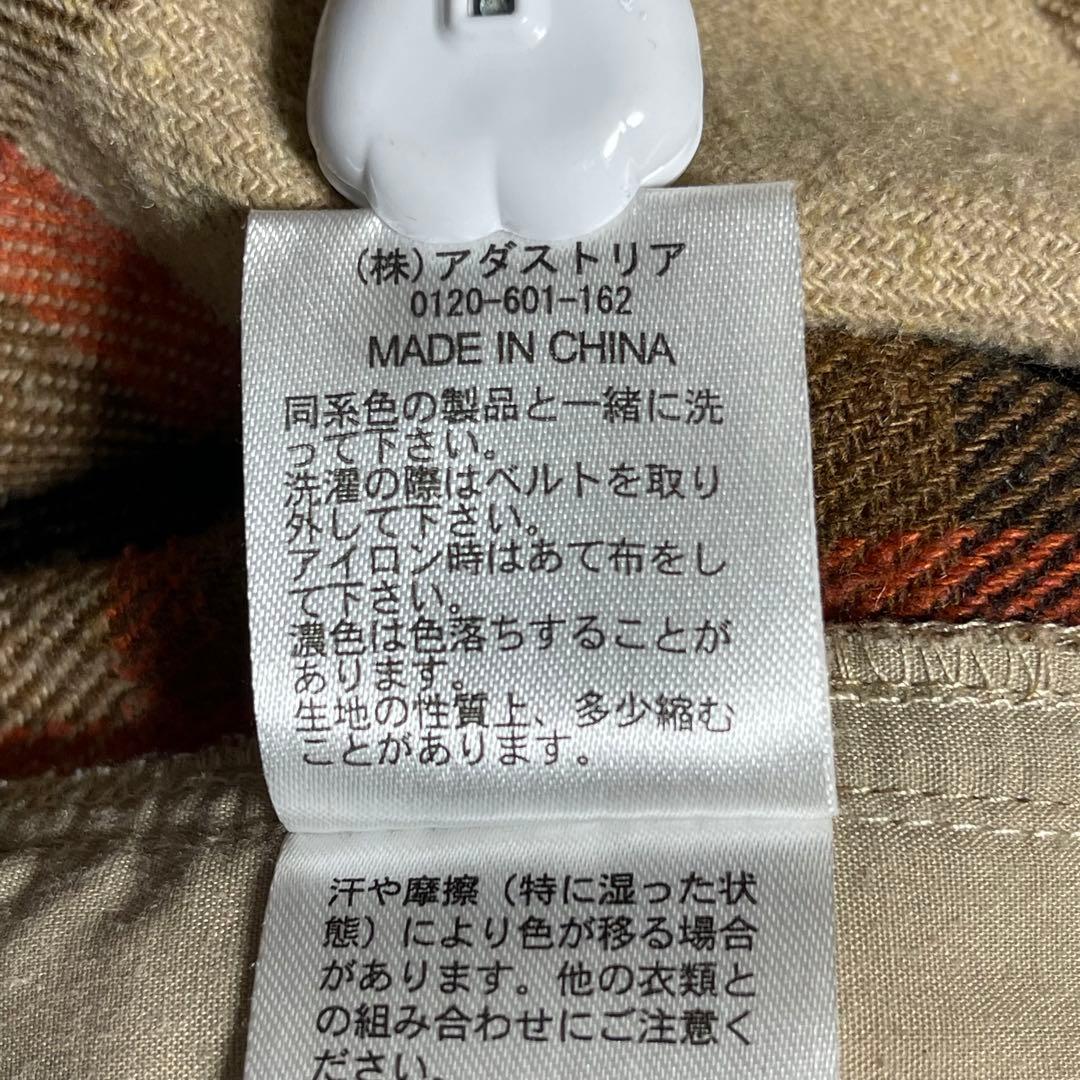 (株)アダストリア
0120-601-162
MADE IN CHINA
同系色の製品と一緒に洗
って下さい。
洗濯の際はベルトを取り
外して下さい。
アイロン時はあて布をし
て下さい。
濃色は色落ちすることが
あります。
生地の性質上、多少縮む
ことがあります。
汗や摩擦（特に湿った状
態）により色が移る場合
があります。他の衣類と
の組み合わせにご注意く
ださい。